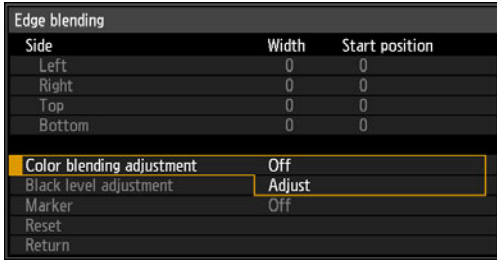 Edge blending
Side Width Start position
Left 0 0
Right 0 0
Top 0 0
Bottom 0 0
Color blending adjustment Off
Black level adjustment Adjust
Marker Off
Reset
Return